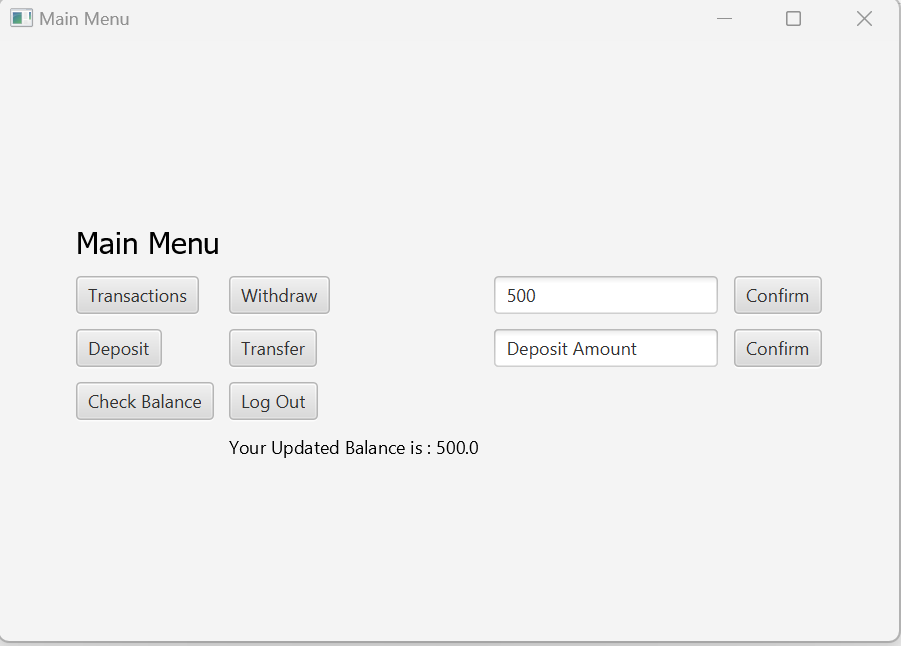 Main Menu
Main Menu
Transactions Withdraw 500 Confirm
Deposit Transfer Deposit Amount Confirm
Check Balance Log Out
Your Updated Balance is : 500.0